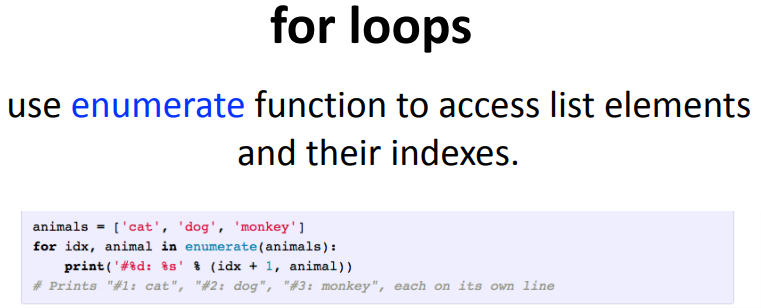 for loops
use enumerate function to access list elements
and their indexes.
animals = ['cat', 'dog', 'monkey']
for idx, animal in enumerate(animals):
    print('#%d: %s' % (idx + 1, animal))
# Prints "#1: cat", "#2: dog", "#3: monkey", each on its own line